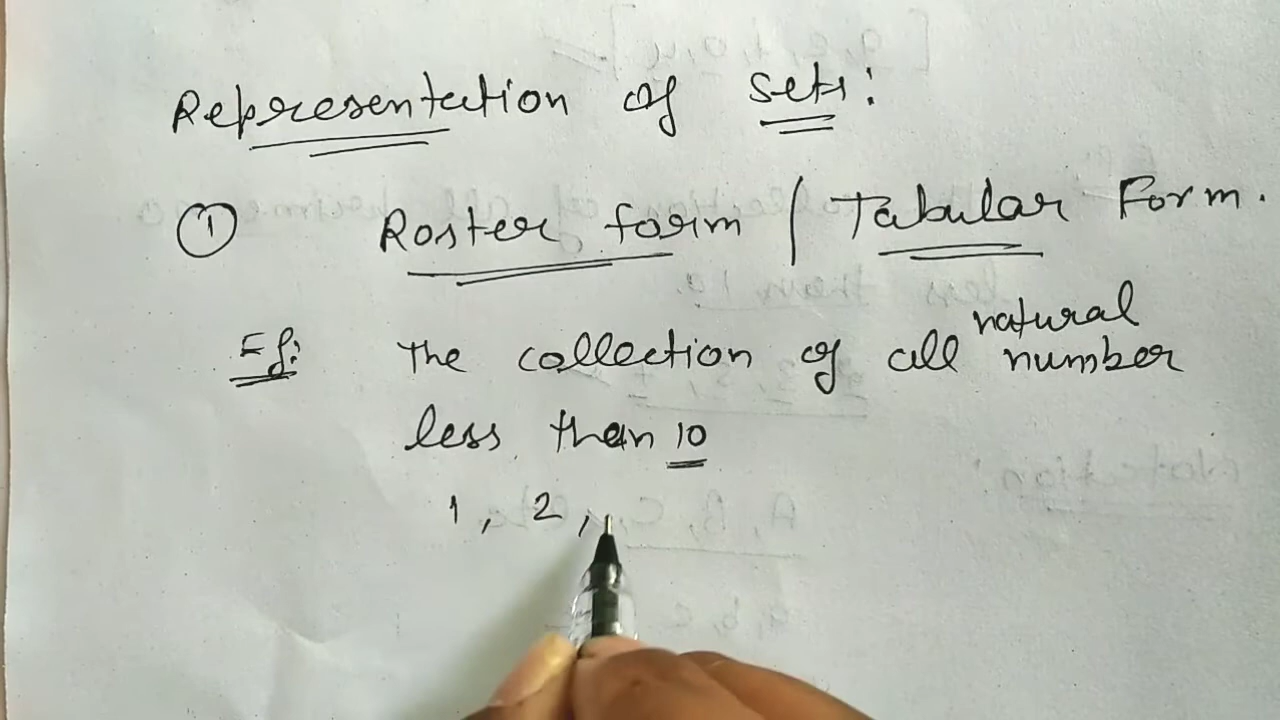 Representation of sets:
① Roster form / Tabular Form.
Eg: The collection of all natural number
less than 10
1, 2,